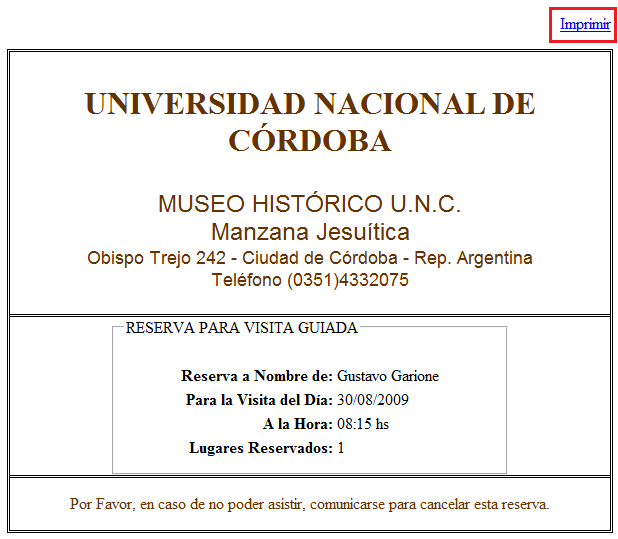 Imprimir
UNIVERSIDAD NACIONAL DE
CÓRDOBA
MUSEO HISTÓRICO U.N.C.
Manzana Jesuítica
Obispo Trejo 242 - Ciudad de Córdoba - Rep. Argentina
Teléfono (0351)4332075
RESERVA PARA VISITA GUIADA
Reserva a Nombre de: Gustavo Garione
Para la Visita del Día: 30/08/2009
A la Hora: 08:15 hs
Lugares Reservados: 1
Por Favor, en caso de no poder asistir, comunicarse para cancelar esta reserva.